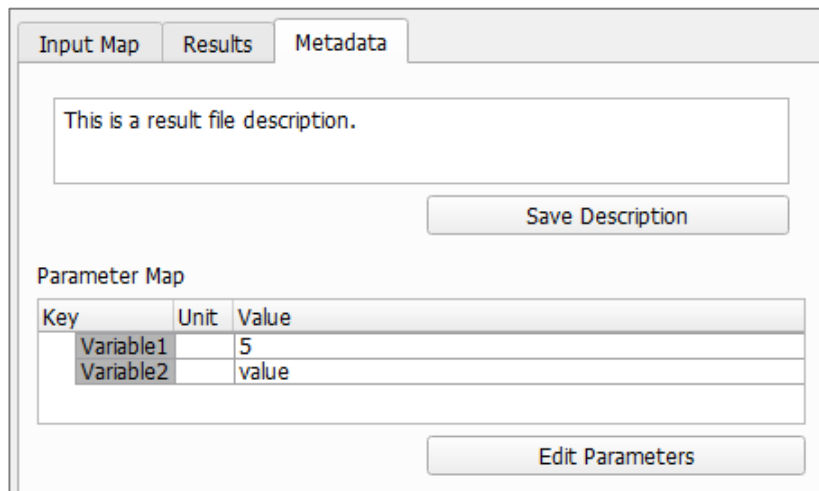 Input Map Results Metadata
This is a result file description.
Save Description
Parameter Map
Key Unit Value
Variable1 5
Variable2 value
Edit Parameters